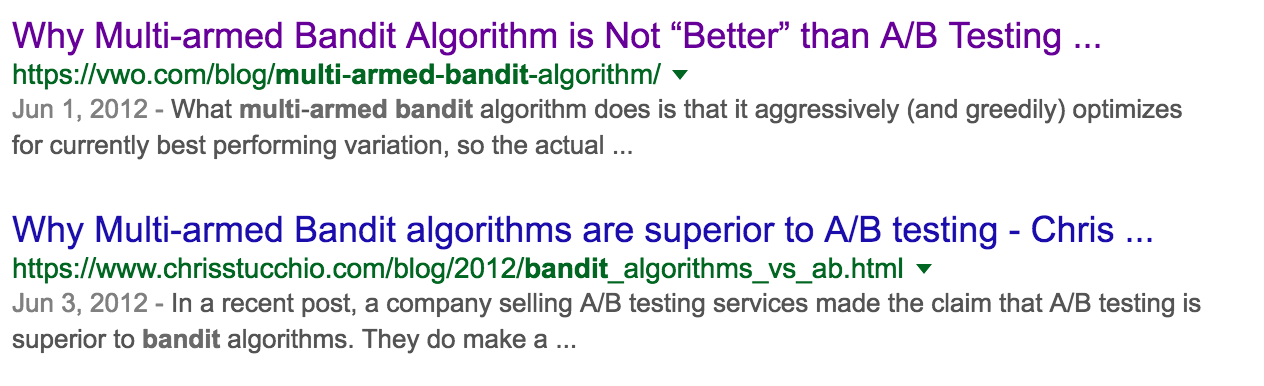 Why Multi-armed Bandit Algorithm is Not “Better” than A/B Testing ...
https://vwo.com/blog/multi-armed-bandit-algorithm/
Jun 1, 2012 - What multi-armed bandit algorithm does is that it aggressively (and greedily) optimizes
for currently best performing variation, so the actual ...
Why Multi-armed Bandit algorithms are superior to A/B testing - Chris ...
https://www.chrisstucchio.com/blog/2012/bandit_algorithms_vs_ab.html
Jun 3, 2012 - In a recent post, a company selling A/B testing services made the claim that A/B testing is
superior to bandit algorithms. They do make a ...